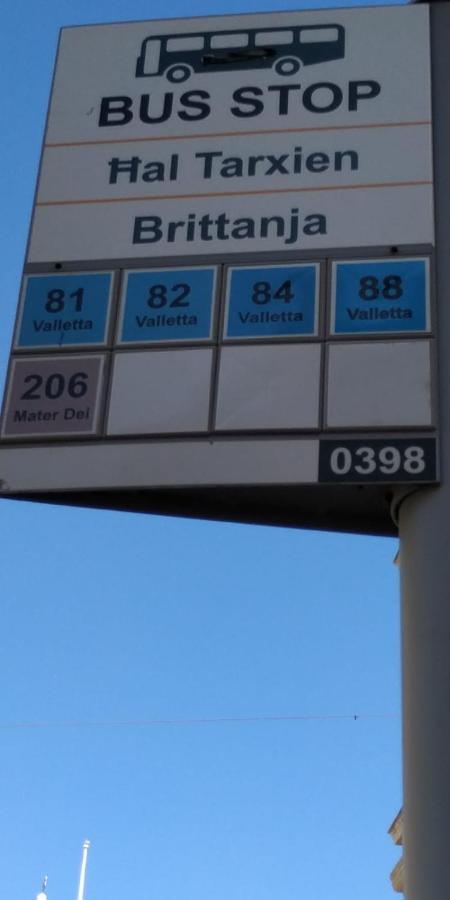 BUS STOP
Ħal Tarxien
Brittanja
81 82 84 88
Valletta Valletta Valletta Valletta
206
Mater Dei
0398